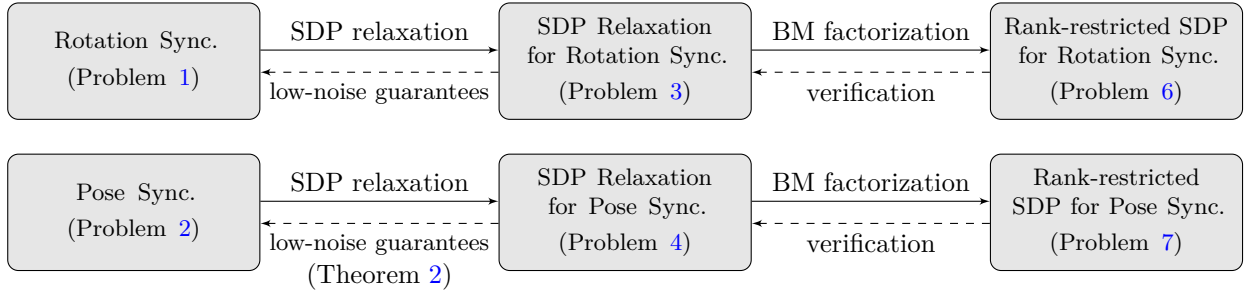 Rotation Sync.
(Problem 1)
SDP relaxation
low-noise guarantees
SDP Relaxation
for Rotation Sync.
(Problem 3)
BM factorization
verification
Rank-restricted SDP
for Rotation Sync.
(Problem 6)
Pose Sync.
(Problem 2)
SDP relaxation
low-noise guarantees
(Theorem 2)
SDP Relaxation
for Pose Sync.
(Problem 4)
BM factorization
verification
Rank-restricted
SDP for Pose Sync.
(Problem 7)